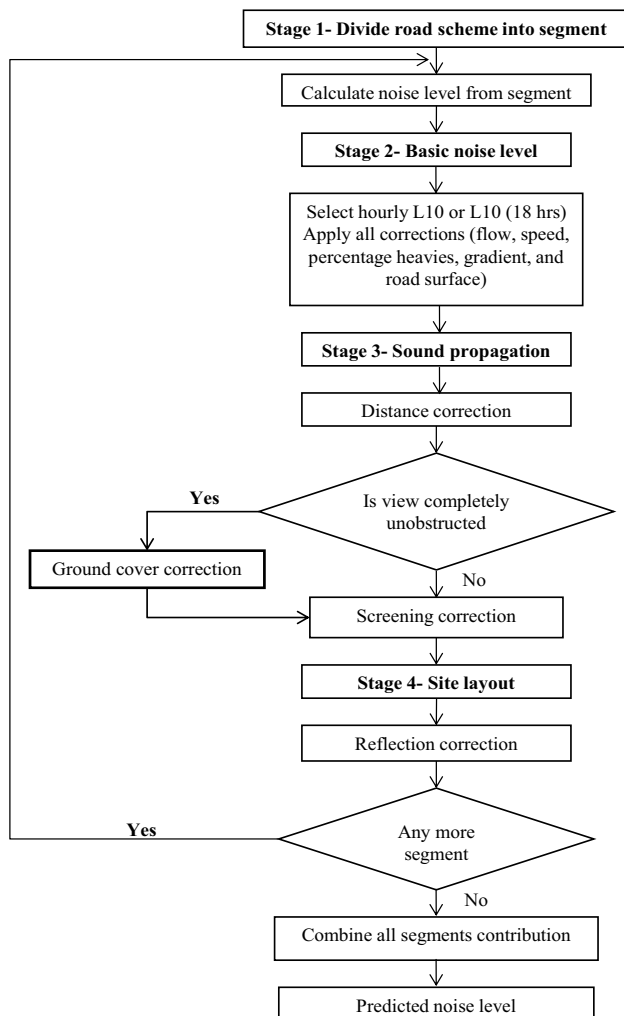 Stage 1- Divide road scheme into segment
Calculate noise level from segment
Stage 2- Basic noise level
Select hourly L10 or L10 (18 hrs)
Apply all corrections (flow, speed,
percentage heavies, gradient, and
road surface)
Stage 3- Sound propagation
Distance correction
Yes
Is view completely
unobstructed
Ground cover correction
No
Screening correction
Stage 4- Site layout
Reflection correction
Yes
Any more
segment
No
Combine all segments contribution
Predicted noise level